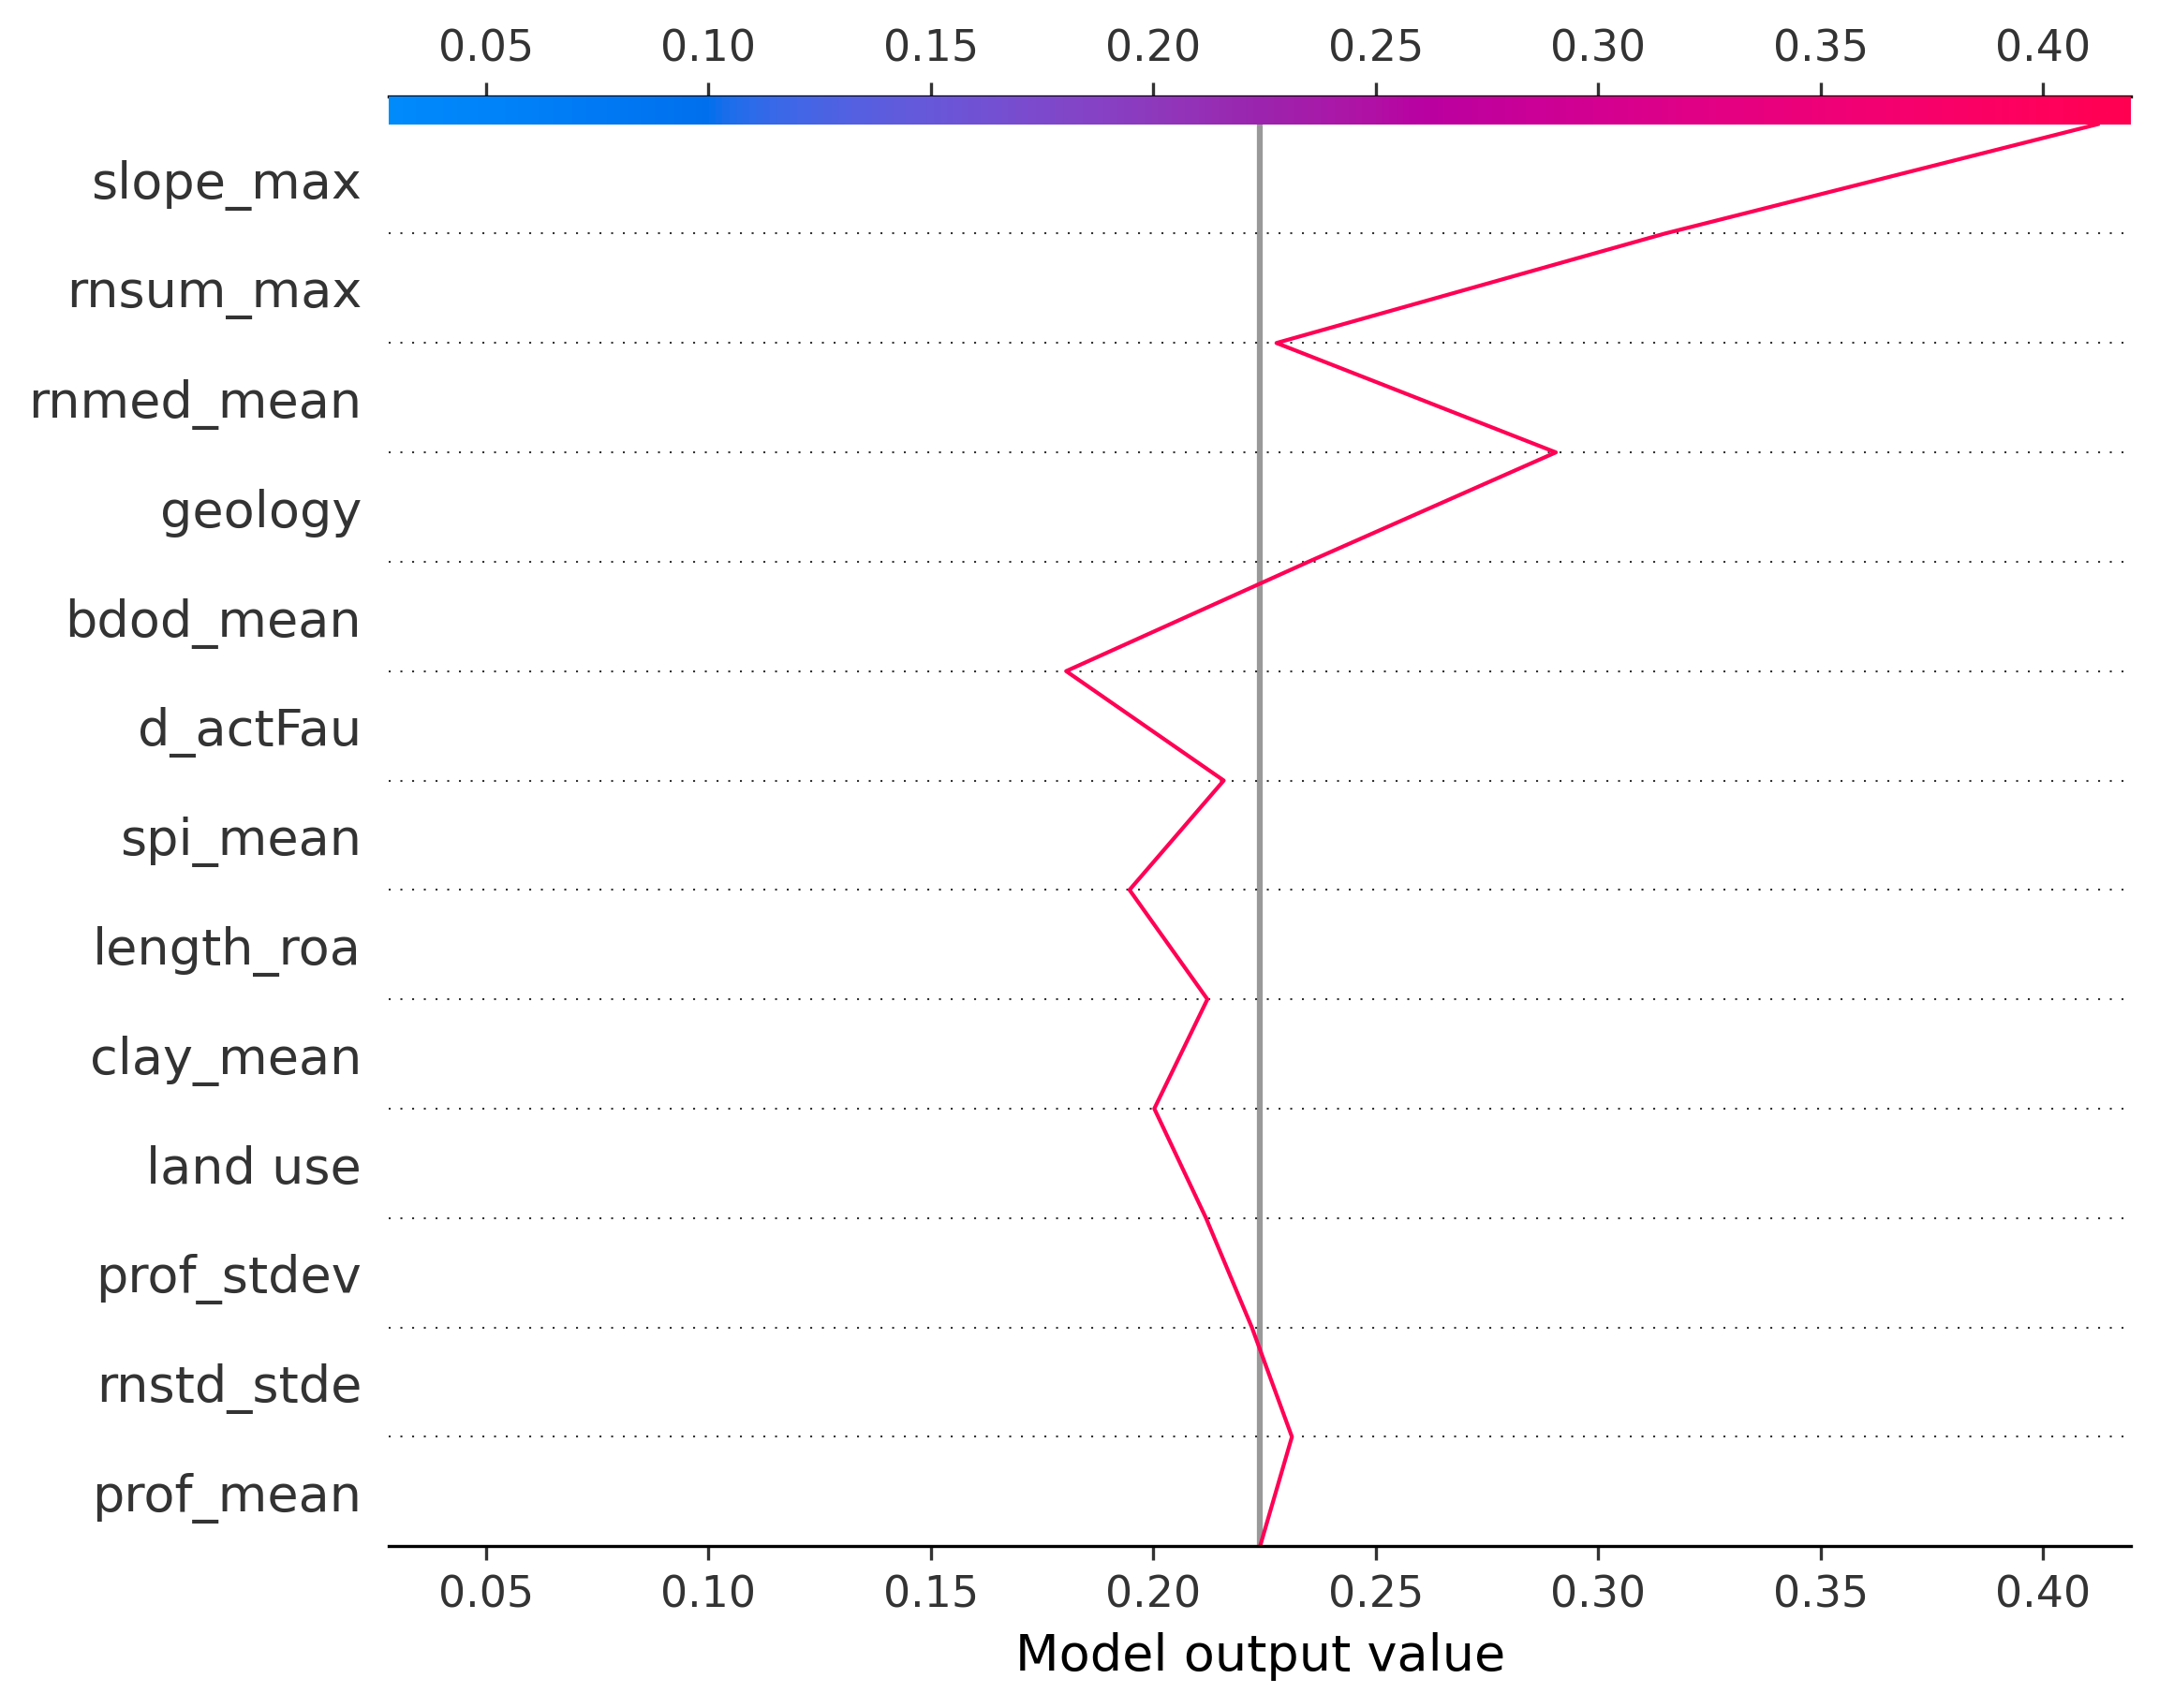 0.05 0.10 0.15 0.20 0.25 0.30 0.35 0.40
slope_max
rnsum_max
rnmed_mean
geology
bdod_mean
d_actFau
spi_mean
length_roa
clay_mean
land use
prof_stdev
rnstd_stde
prof_mean
0.05 0.10 0.15 0.20 0.25 0.30 0.35 0.40
Model output value